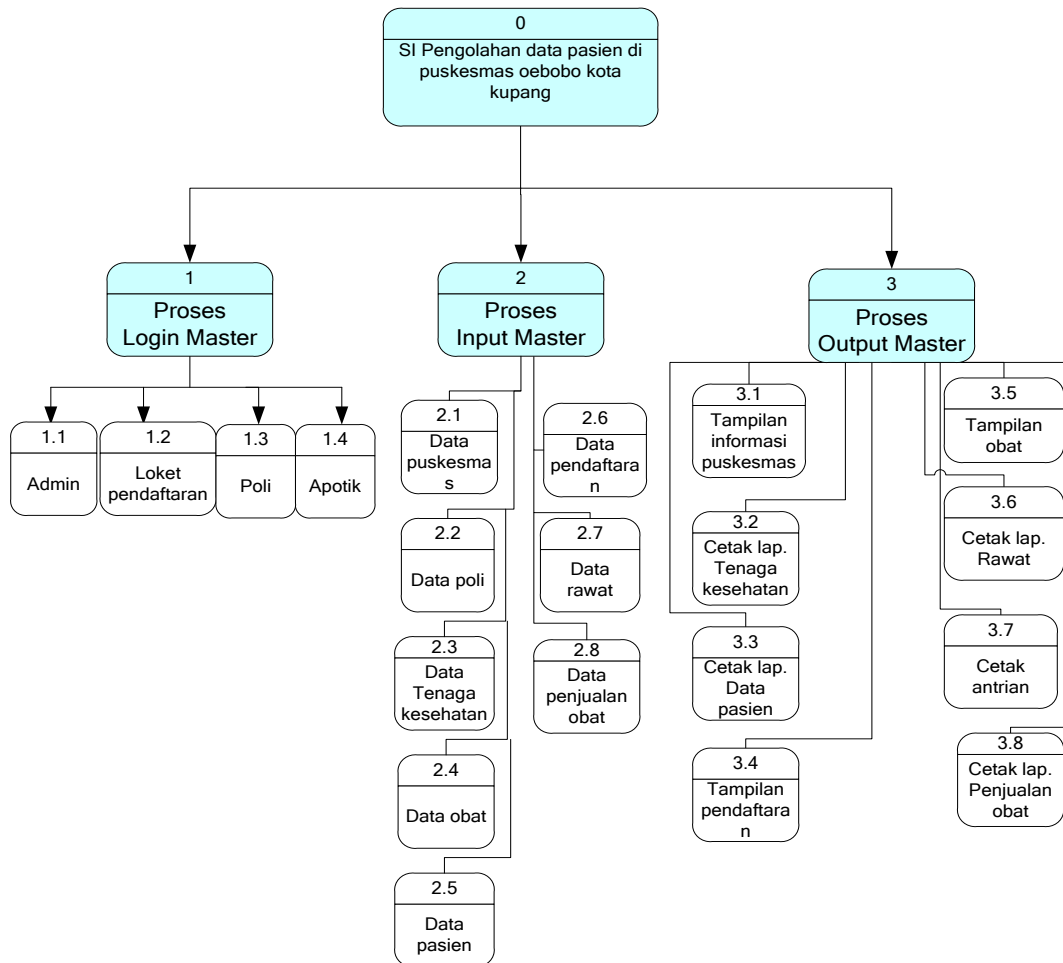 0
SI Pengolahan data pasien di
puskesmas oebobo kota
kupang
1
Proses
Login Master
2
Proses
Input Master
3
Proses
Output Master
1.1
Admin
1.2
Loket
pendaftaran
1.3
Poli
1.4
Apotik
2.1
Data
puskesma
s
2.2
Data poli
2.3
Data
Tenaga
kesehatan
2.4
Data obat
2.5
Data
pasien
2.6
Data
pendaftara
n
2.7
Data
rawat
2.8
Data
penjualan
obat
3.1
Tampilan
informasi
puskesmas
3.2
Cetak lap.
Tenaga
kesehatan
3.3
Cetak lap.
Data
pasien
3.4
Tampilan
pendaftara
n
3.5
Tampilan
obat
3.6
Cetak lap.
Rawat
3.7
Cetak
antrian
3.8
Cetak lap.
Penjualan
obat